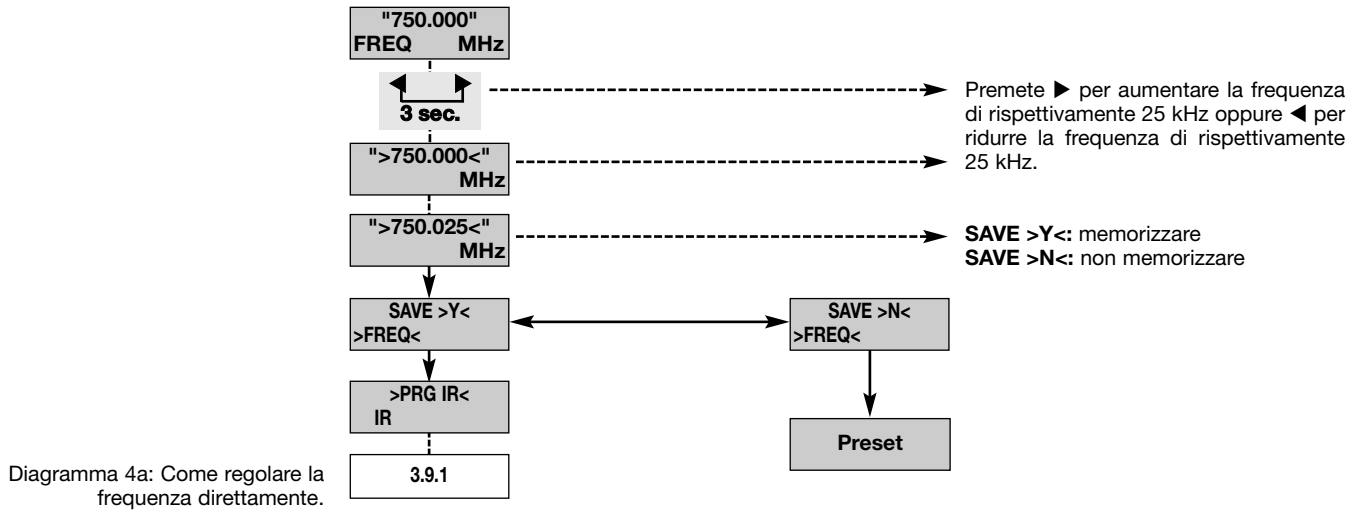 "750.000"
FREQ MHz
3 sec.
Premete ▶ per aumentare la frequenza
di rispettivamente 25 kHz oppure ◀ per
ridurre la frequenza di rispettivamente
25 kHz.
">750.000<"
MHz
">750.025<"
MHz
SAVE >Y<: memorizzare
SAVE >N<: non memorizzare
SAVE >Y<
>FREQ<
SAVE >N<
>FREQ<
>PRG IR<
IR
Preset
3.9.1
Diagramma 4a: Come regolare la
frequenza direttamente.